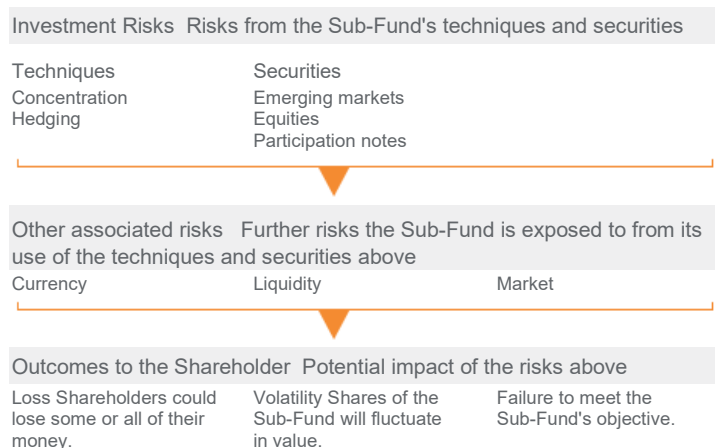 Investment Risks Risks from the Sub-Fund's techniques and securities
Techniques
Concentration
Hedging
Securities
Emerging markets
Equities
Participation notes
Other associated risks Further risks the Sub-Fund is exposed to from its
use of the techniques and securities above
Currency
Liquidity
Market
Outcomes to the Shareholder Potential impact of the risks above
Loss Shareholders could
lose some or all of their
money.
Volatility Shares of the
Sub-Fund will fluctuate
in value.
Failure to meet the
Sub-Fund's objective.